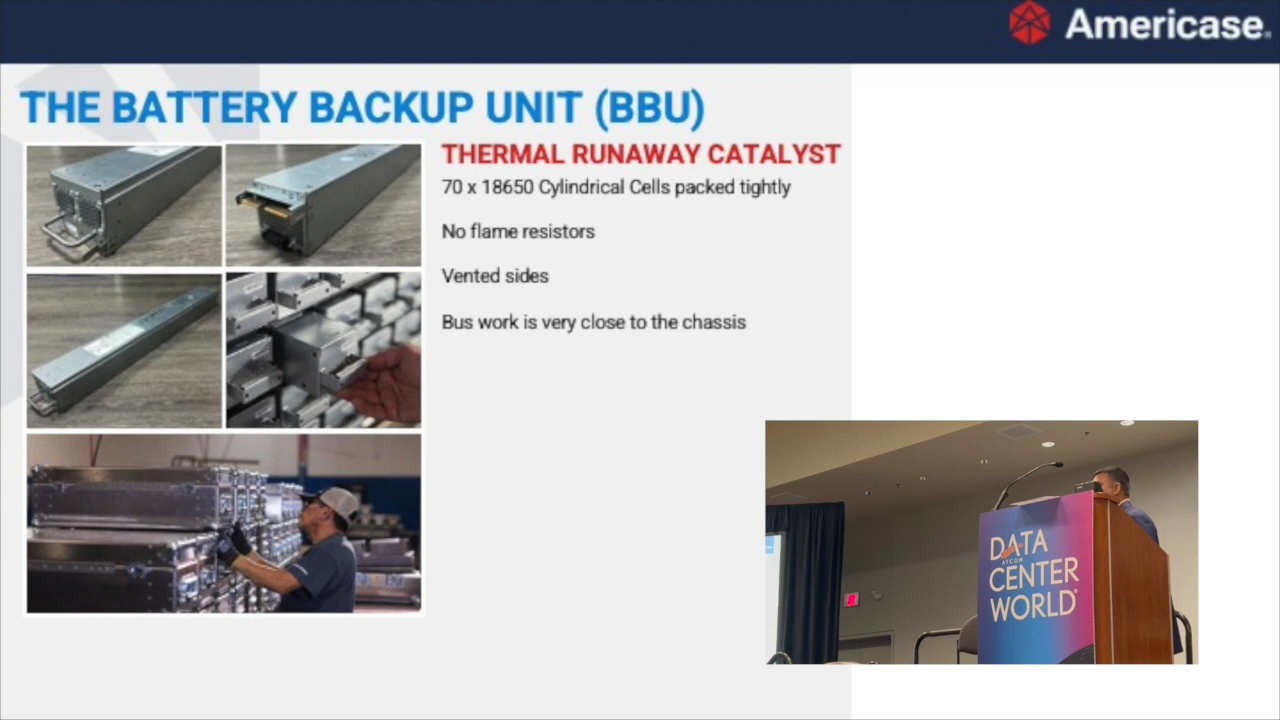 Americase®
THE BATTERY BACKUP UNIT (BBU)
THERMAL RUNAWAY CATALYST
70 x 18650 Cylindrical Cells packed tightly
No flame resistors
Vented sides
Bus work is very close to the chassis
DATA
AFCOM
CENTER
WORLD